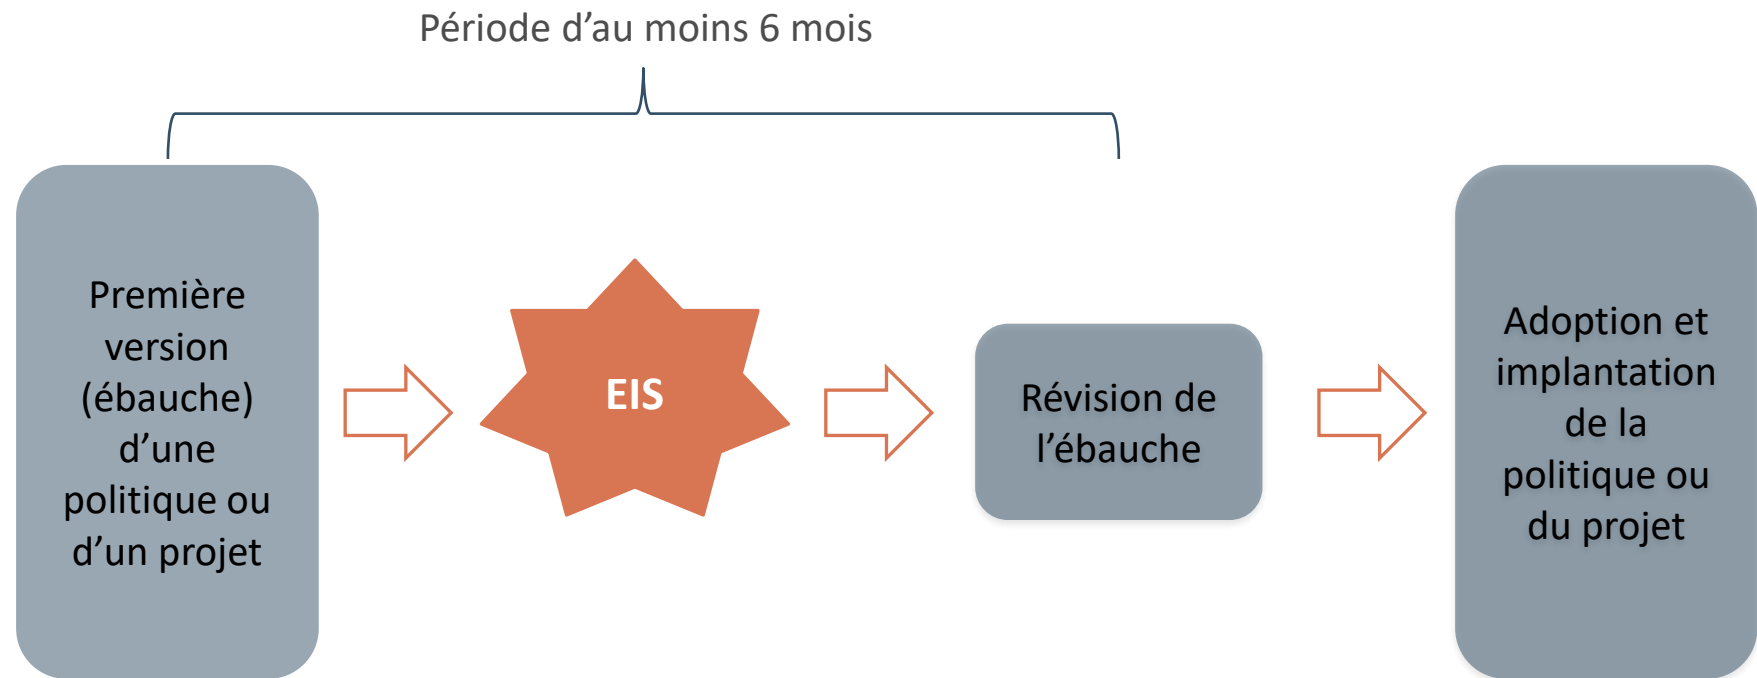 Période d’au moins 6 mois
Première
version
(ébauche)
d’une
politique ou
d’un projet
EIS
Révision de
l’ébauche
Adoption et
implantation
de la
politique ou
du projet